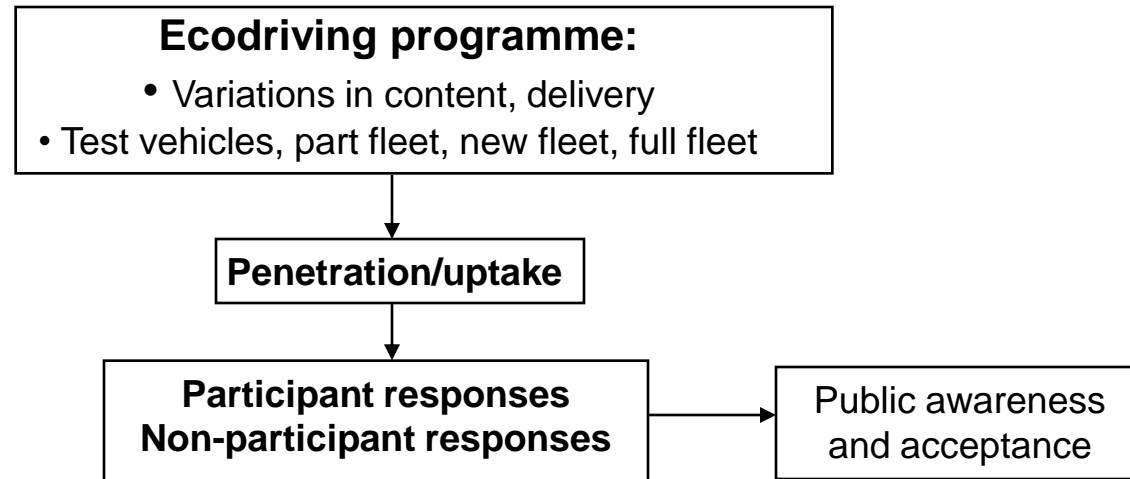 Ecodriving programme:
• Variations in content, delivery
• Test vehicles, part fleet, new fleet, full fleet
Penetration/uptake
Participant responses
Non-participant responses
Public awareness
and acceptance